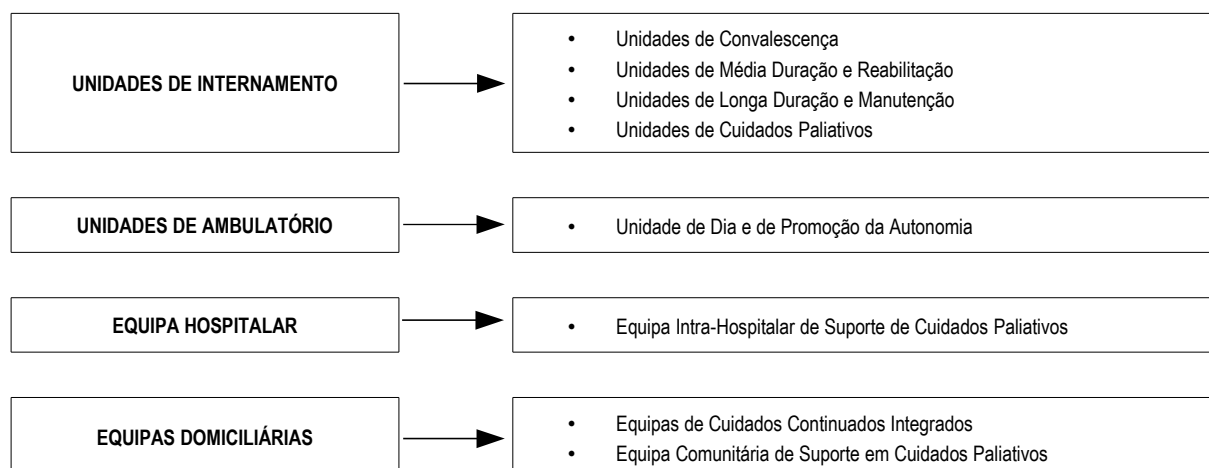 UNIDADES DE INTERNAMENTO
• Unidades de Convalescença
• Unidades de Média Duração e Reabilitação
• Unidades de Longa Duração e Manutenção
• Unidades de Cuidados Paliativos
UNIDADES DE AMBULATÓRIO
• Unidade de Dia e de Promoção da Autonomia
EQUIPA HOSPITALAR
• Equipa Intra-Hospitalar de Suporte de Cuidados Paliativos
EQUIPAS DOMICILIÁRIAS
• Equipas de Cuidados Continuados Integrados
• Equipa Comunitária de Suporte em Cuidados Paliativos